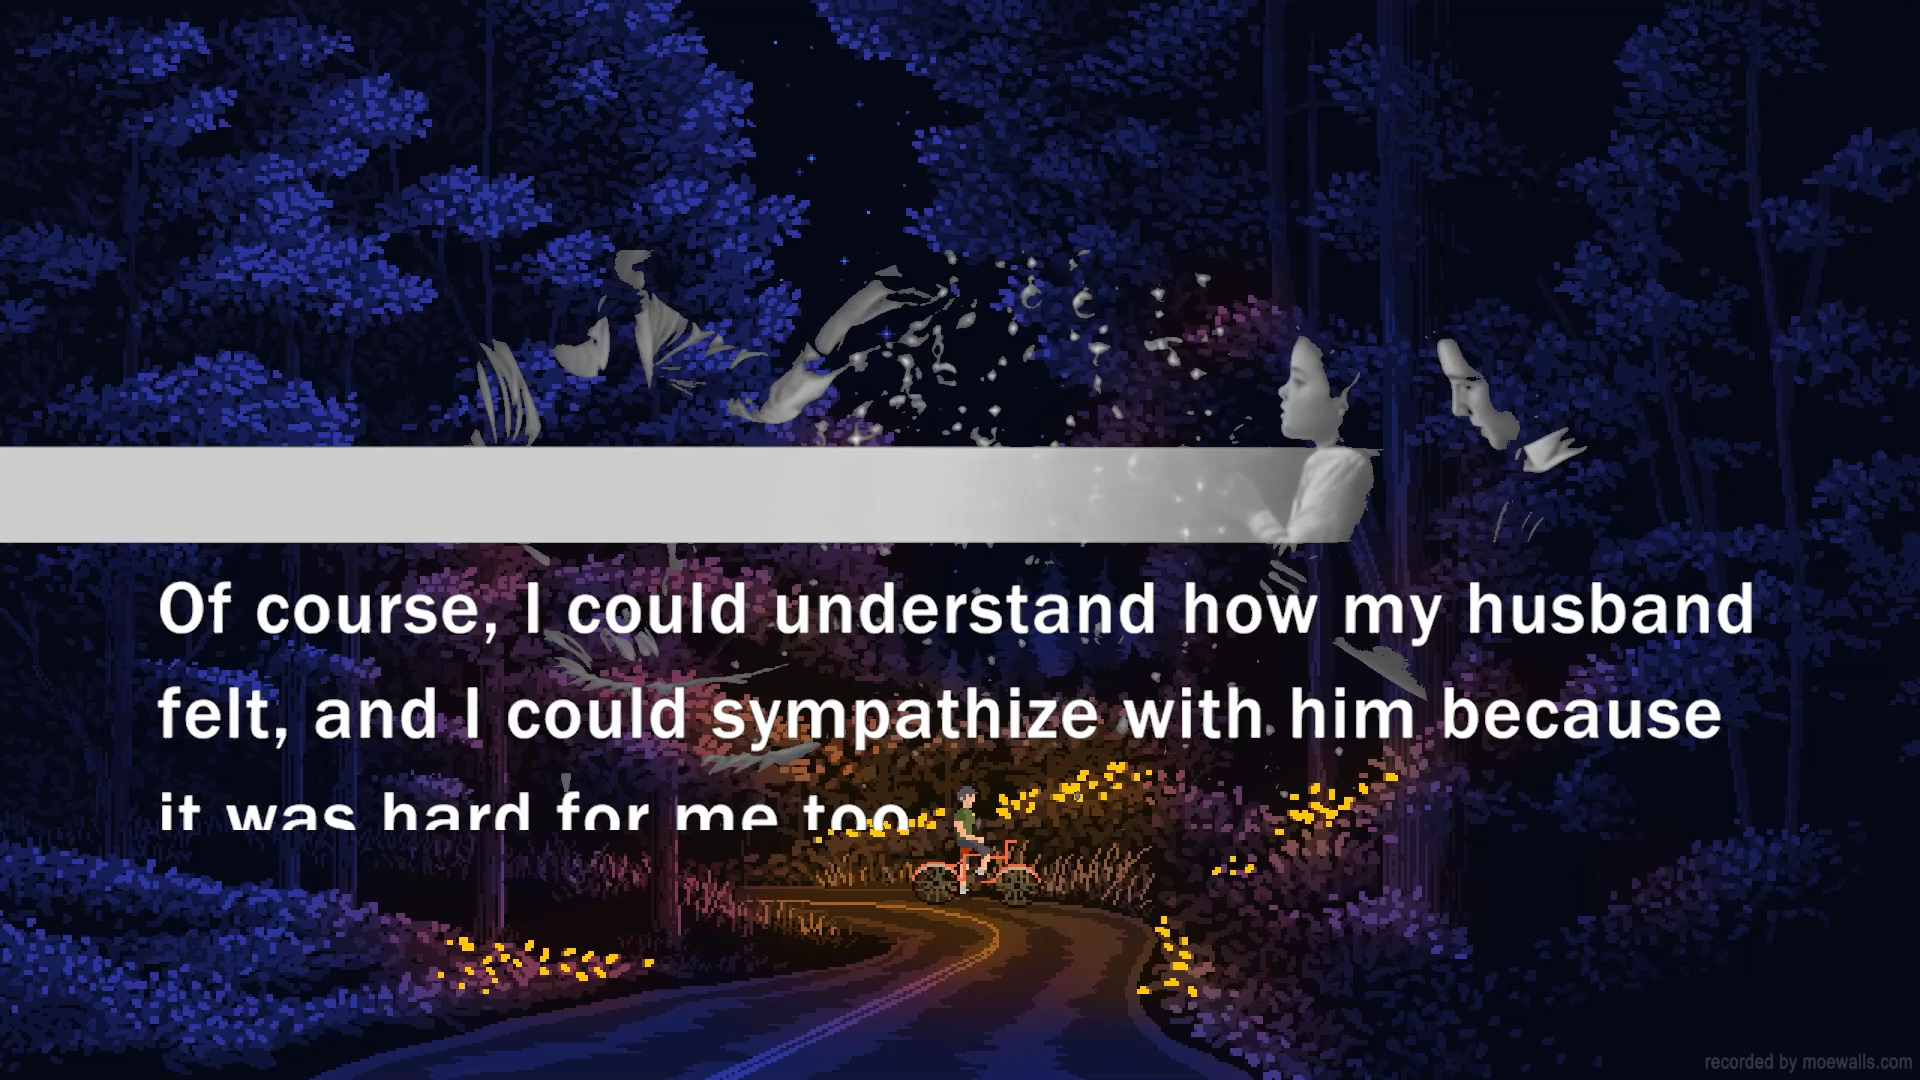 Of course, I could understand how my husband
felt, and I could sympathize with him because
it was hard for me too
recorded by moewalls.com